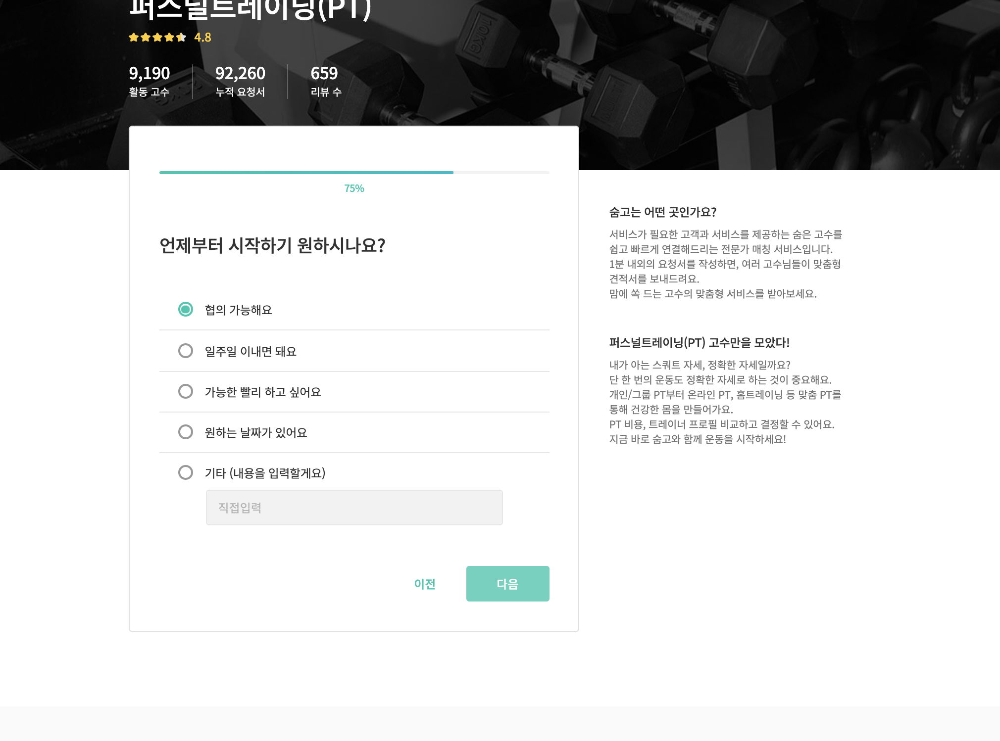 퍼스널트레이닝(PT)
4.8
9,190
활동 고수
92,260
누적 요청서
659
리뷰 수
75%
언제부터 시작하기 원하시나요?
협의 가능해요
일주일 이내면 돼요
가능한 빨리 하고 싶어요
원하는 날짜가 있어요
기타 (내용을 입력할게요)
직접입력
이전
다음
숨고는 어떤 곳인가요?
서비스가 필요한 고객과 서비스를 제공하는 숨은 고수를
쉽고 빠르게 연결해드리는 전문가 매칭 서비스입니다.
1분 내외의 요청서를 작성하면, 여러 고수님들이 맞춤형
견적서를 보내드려요.
맘에 쏙 드는 고수의 맞춤형 서비스를 받아보세요.
퍼스널트레이닝(PT) 고수만을 모았다!
내가 아는 스쿼트 자세, 정확한 자세일까요?
단 한 번의 운동도 정확한 자세로 하는 것이 중요해요.
개인/그룹 PT부터 온라인 PT, 홈트레이닝 등 맞춤 PT를
통해 건강한 몸을 만들어가요.
PT 비용, 트레이너 프로필 비교하고 결정할 수 있어요.
지금 바로 숨고와 함께 운동을 시작하세요!
10KG